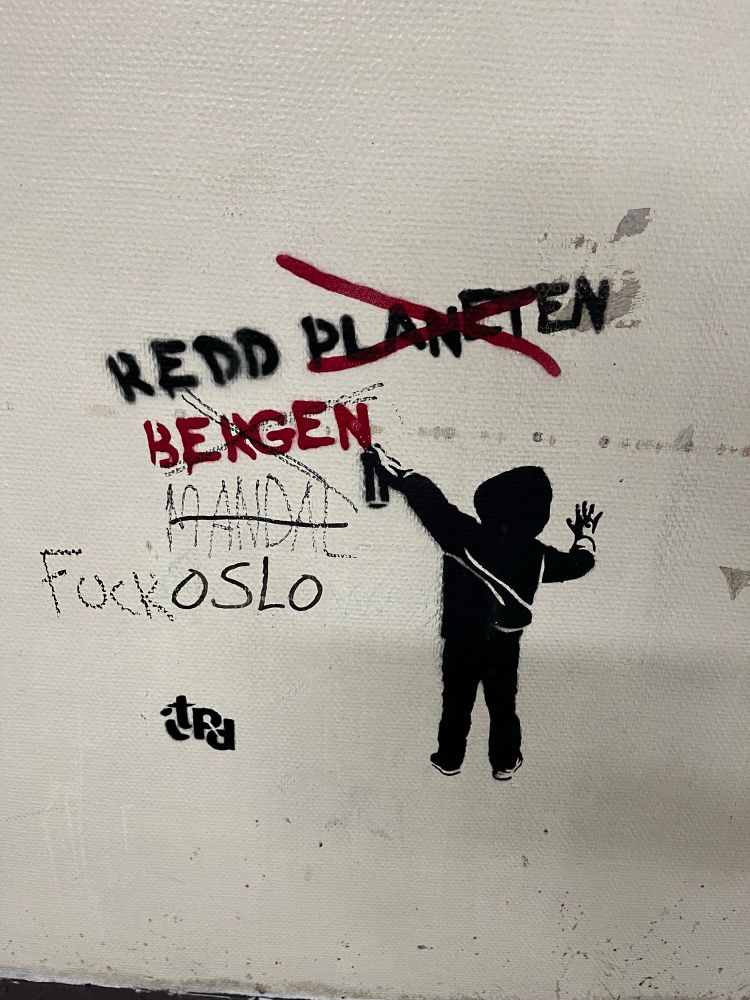 REDD PLANETEN
BERGEN
MANDAL
Fuck OSLO